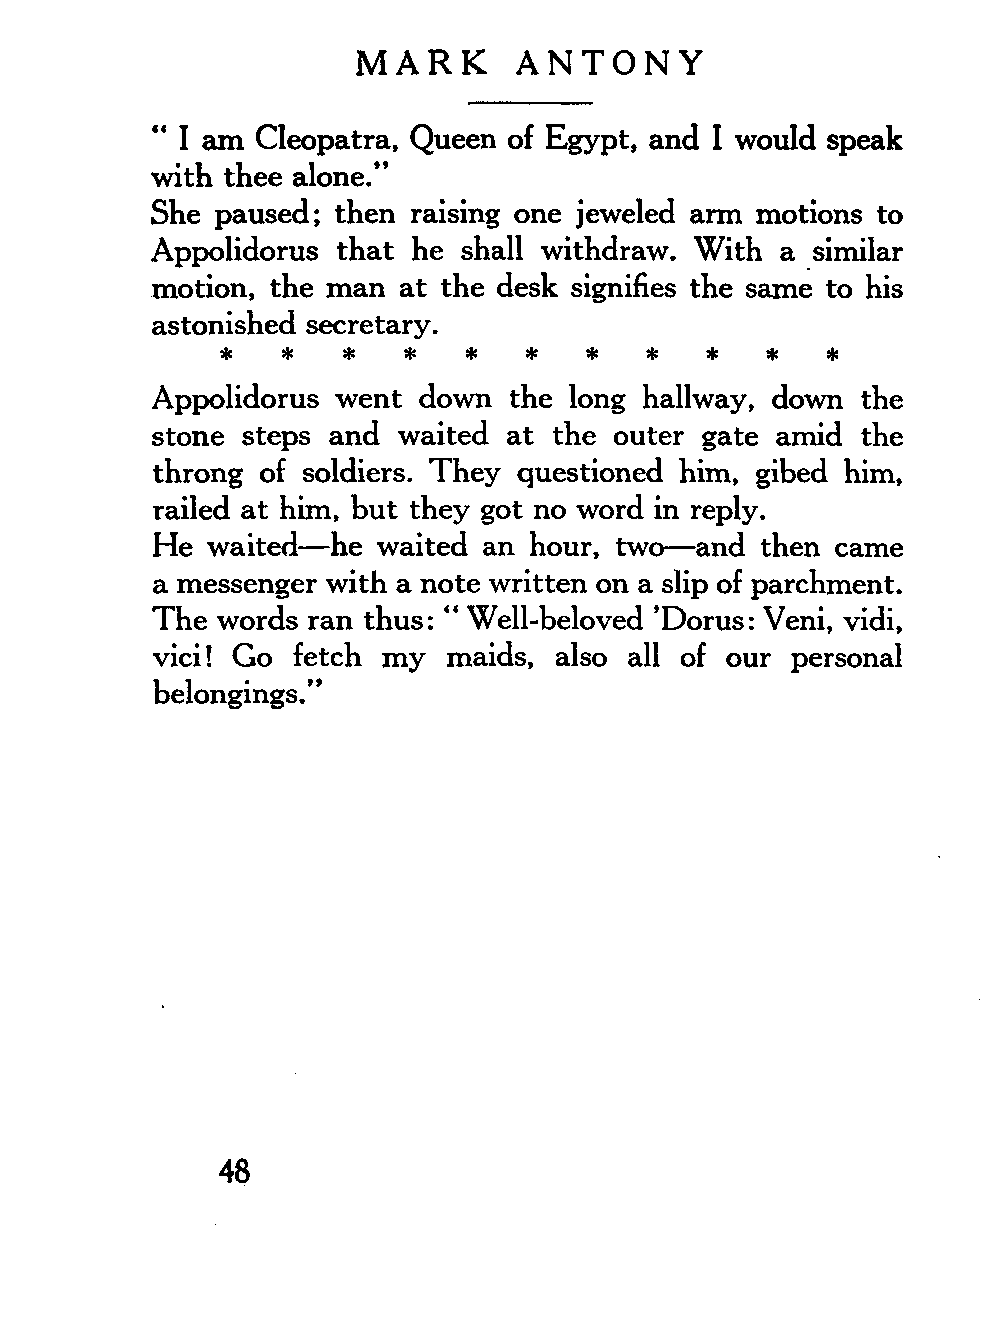 MARK ANTONY
“ I am Cleopatra, Queen of Egypt, and I would speak
with thee alone.”
She paused; then raising one jeweled arm motions to
Appolidorus that he shall withdraw. With a similar
motion, the man at the desk signifies the same to his
astonished secretary.
* * * * * * * * * * *
Appolidorus went down the long hallway, down the
stone steps and waited at the outer gate amid the
throng of soldiers. They questioned him, gibed him,
railed at him, but they got no word in reply.
He waited—he waited an hour, two—and then came
a messenger with a note written on a slip of parchment.
The words ran thus: “ Well-beloved ’Dorus: Veni, vidi,
vici! Go fetch my maids, also all of our personal
belongings.”
48